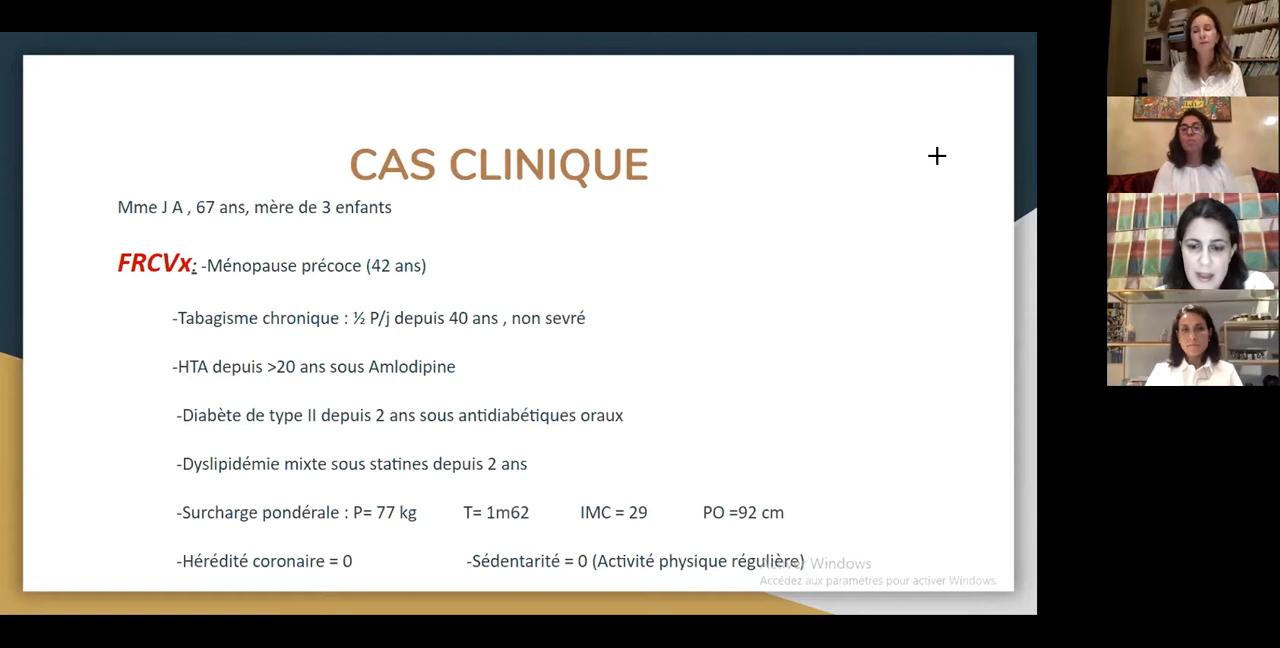 CAS CLINIQUE
Mme J A , 67 ans, mère de 3 enfants
FRCVx: -Ménopause précoce (42 ans)
-Tabagisme chronique : ½ P/j depuis 40 ans , non sevré
-HTA depuis >20 ans sous Amlodipine
-Diabète de type II depuis 2 ans sous antidiabétiques oraux
-Dyslipidémie mixte sous statines depuis 2 ans
-Surcharge pondérale : P= 77 kg T= 1m62 IMC = 29 PO =92 cm
-Hérédité coronaire = 0 -Sédentarité = 0 (Activité physique régulière)
Activer Windows
Accédez aux paramètres pour activer Windows.